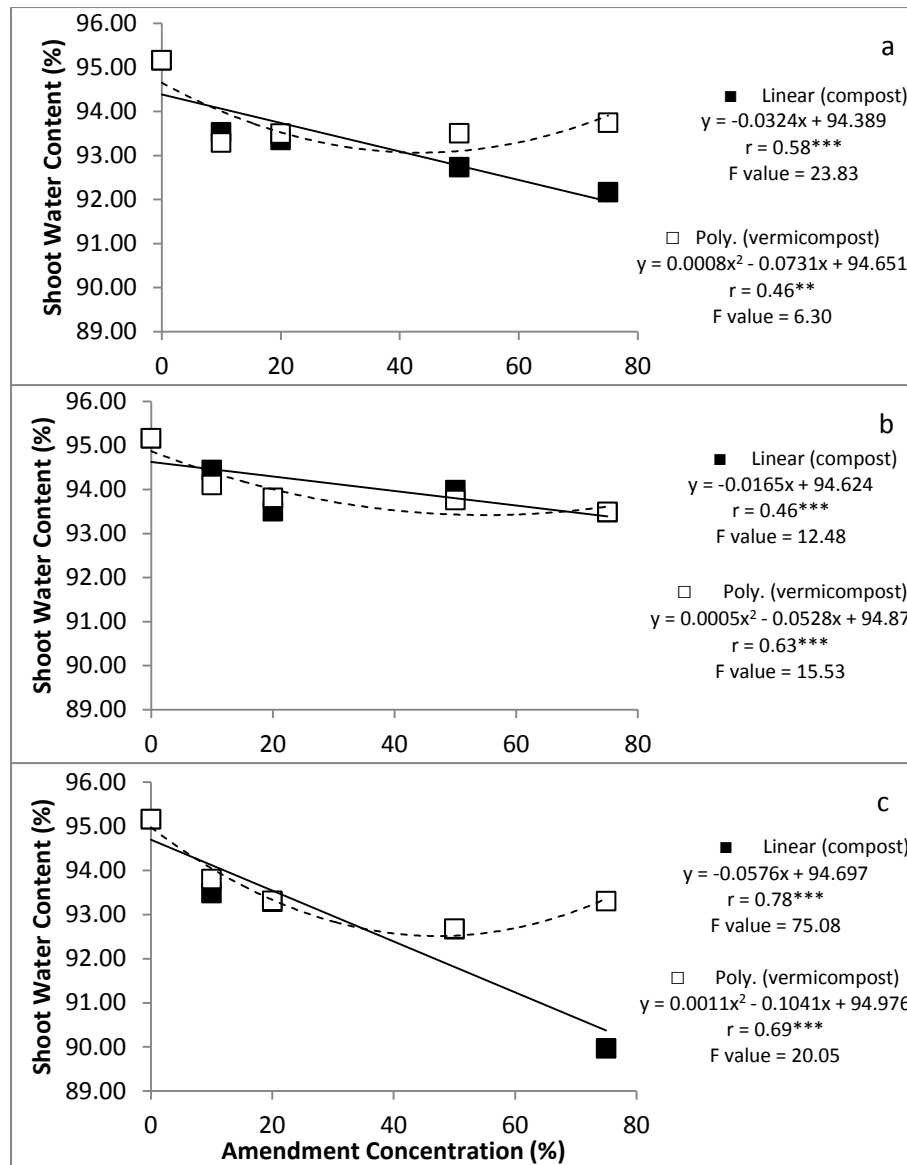 a
96.00
95.00
94.00
93.00
92.00
91.00
90.00
89.00
Shoot Water Content (%)
0 20 40 60 80
■ Linear (compost)
y = -0.0324x + 94.389
r = 0.58***
F value = 23.83
□ Poly. (vermicompost)
y = 0.0008x² - 0.0731x + 94.651
r = 0.46**
F value = 6.30
b
96.00
95.00
94.00
93.00
92.00
91.00
90.00
89.00
Shoot Water Content (%)
0 20 40 60 80
■ Linear (compost)
y = -0.0165x + 94.624
r = 0.46***
F value = 12.48
□ Poly. (vermicompost)
y = 0.0005x² - 0.0528x + 94.87
r = 0.63***
F value = 15.53
c
96.00
95.00
94.00
93.00
92.00
91.00
90.00
89.00
Shoot Water Content (%)
0 20 40 60 80
Amendment Concentration (%)
■ Linear (compost)
y = -0.0576x + 94.697
r = 0.78***
F value = 75.08
□ Poly. (vermicompost)
y = 0.0011x² - 0.1041x + 94.976
r = 0.69***
F value = 20.05